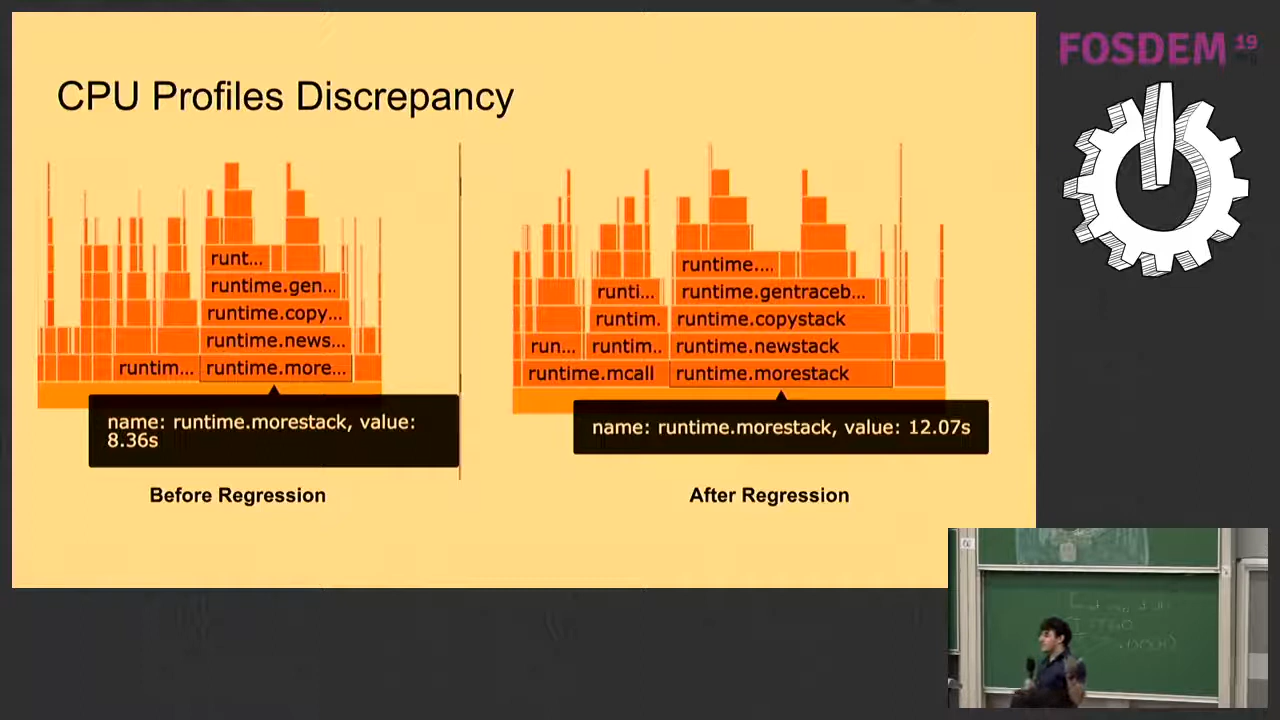 CPU Profiles Discrepancy
runt...
runtime.gen...
runtime.copy...
runtime.news...
runtim... runtime.more...
name: runtime.morestack, value:
8.36s
Before Regression
runtime....
runti... runtime.gentraceb...
runtim. runtime.copystack
run... runtim.. runtime.newstack
runtime.mcall runtime.morestack
name: runtime.morestack, value: 12.07s
After Regression
FOSDEM 19